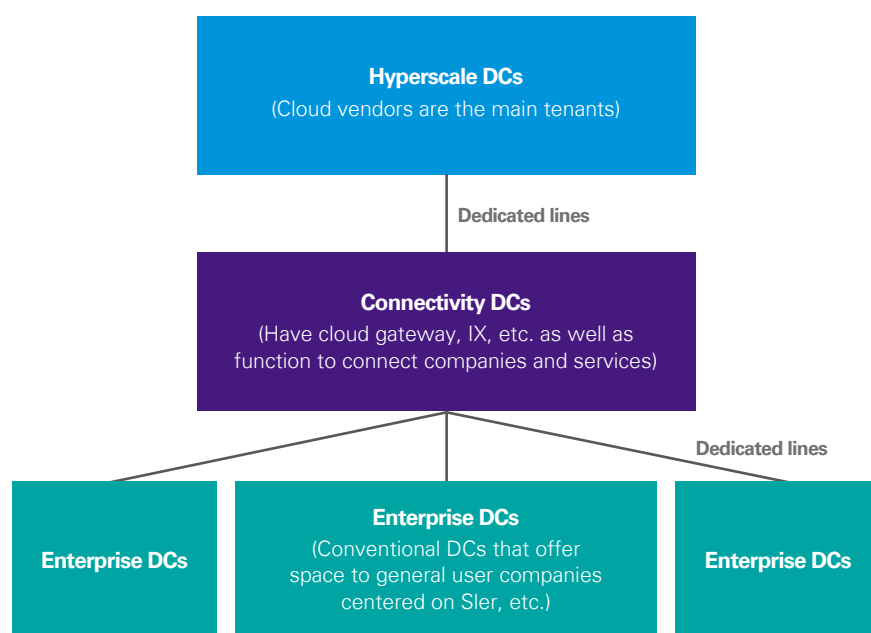 Hyperscale DCs
(Cloud vendors are the main tenants)
Dedicated lines
Connectivity DCs
(Have cloud gateway, IX, etc. as well as
function to connect companies and services)
Dedicated lines
Enterprise DCs
Enterprise DCs
(Conventional DCs that offer
space to general user companies
centered on SIer, etc.)
Enterprise DCs